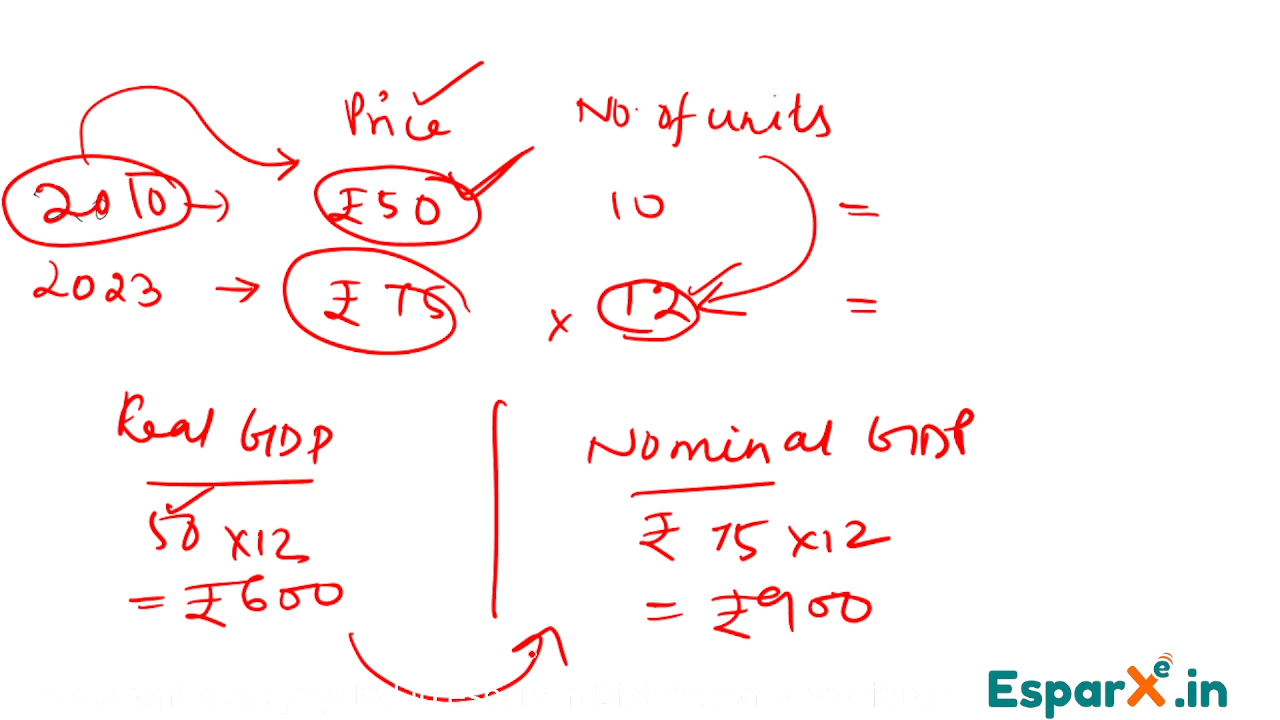 Price No. of units
2010 → ₹50 10 =
2023 → ₹75 × 12 =
Real GDP
50 × 12
= ₹600
Nominal GDP
₹ 75 × 12
= ₹900
EsparXe.in